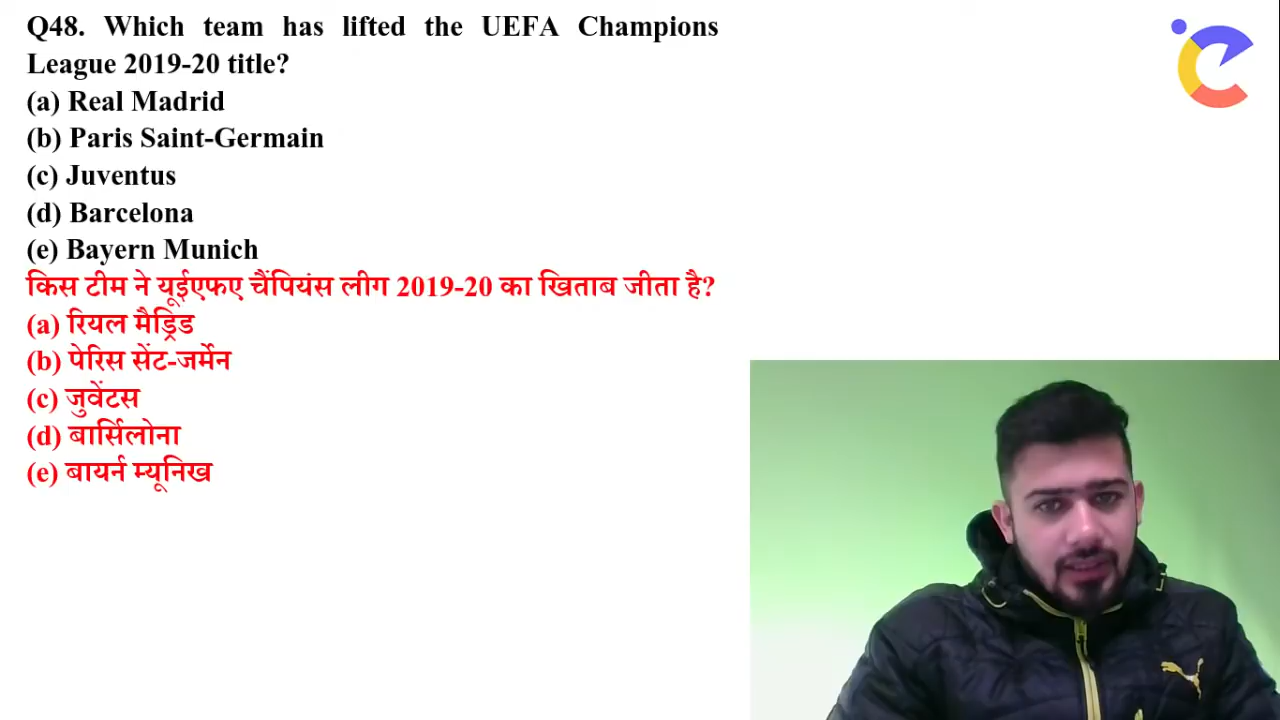 Q48. Which team has lifted the UEFA Champions
League 2019-20 title?
(a) Real Madrid
(b) Paris Saint-Germain
(c) Juventus
(d) Barcelona
(e) Bayern Munich
किस टीम ने यूईएफए चैंपियंस लीग 2019-20 का खिताब जीता है?
(a) रियल मैड्रिड
(b) पेरिस सेंट-जर्मेन
(c) जुवेंटस
(d) बार्सिलोना
(e) बायर्न म्यूनिख